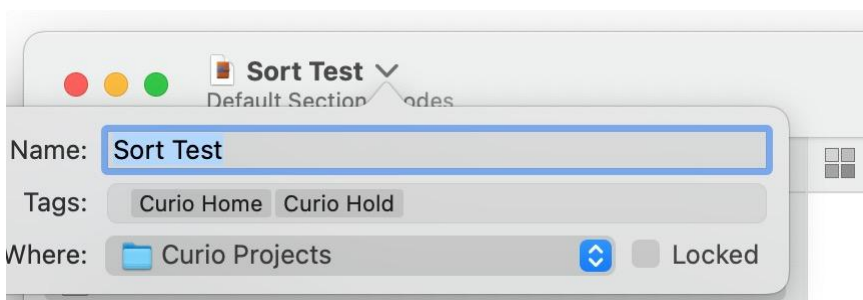 Sort Test
Default Section
Name: Sort Test
Tags: Curio Home Curio Hold
Where: Curio Projects Locked